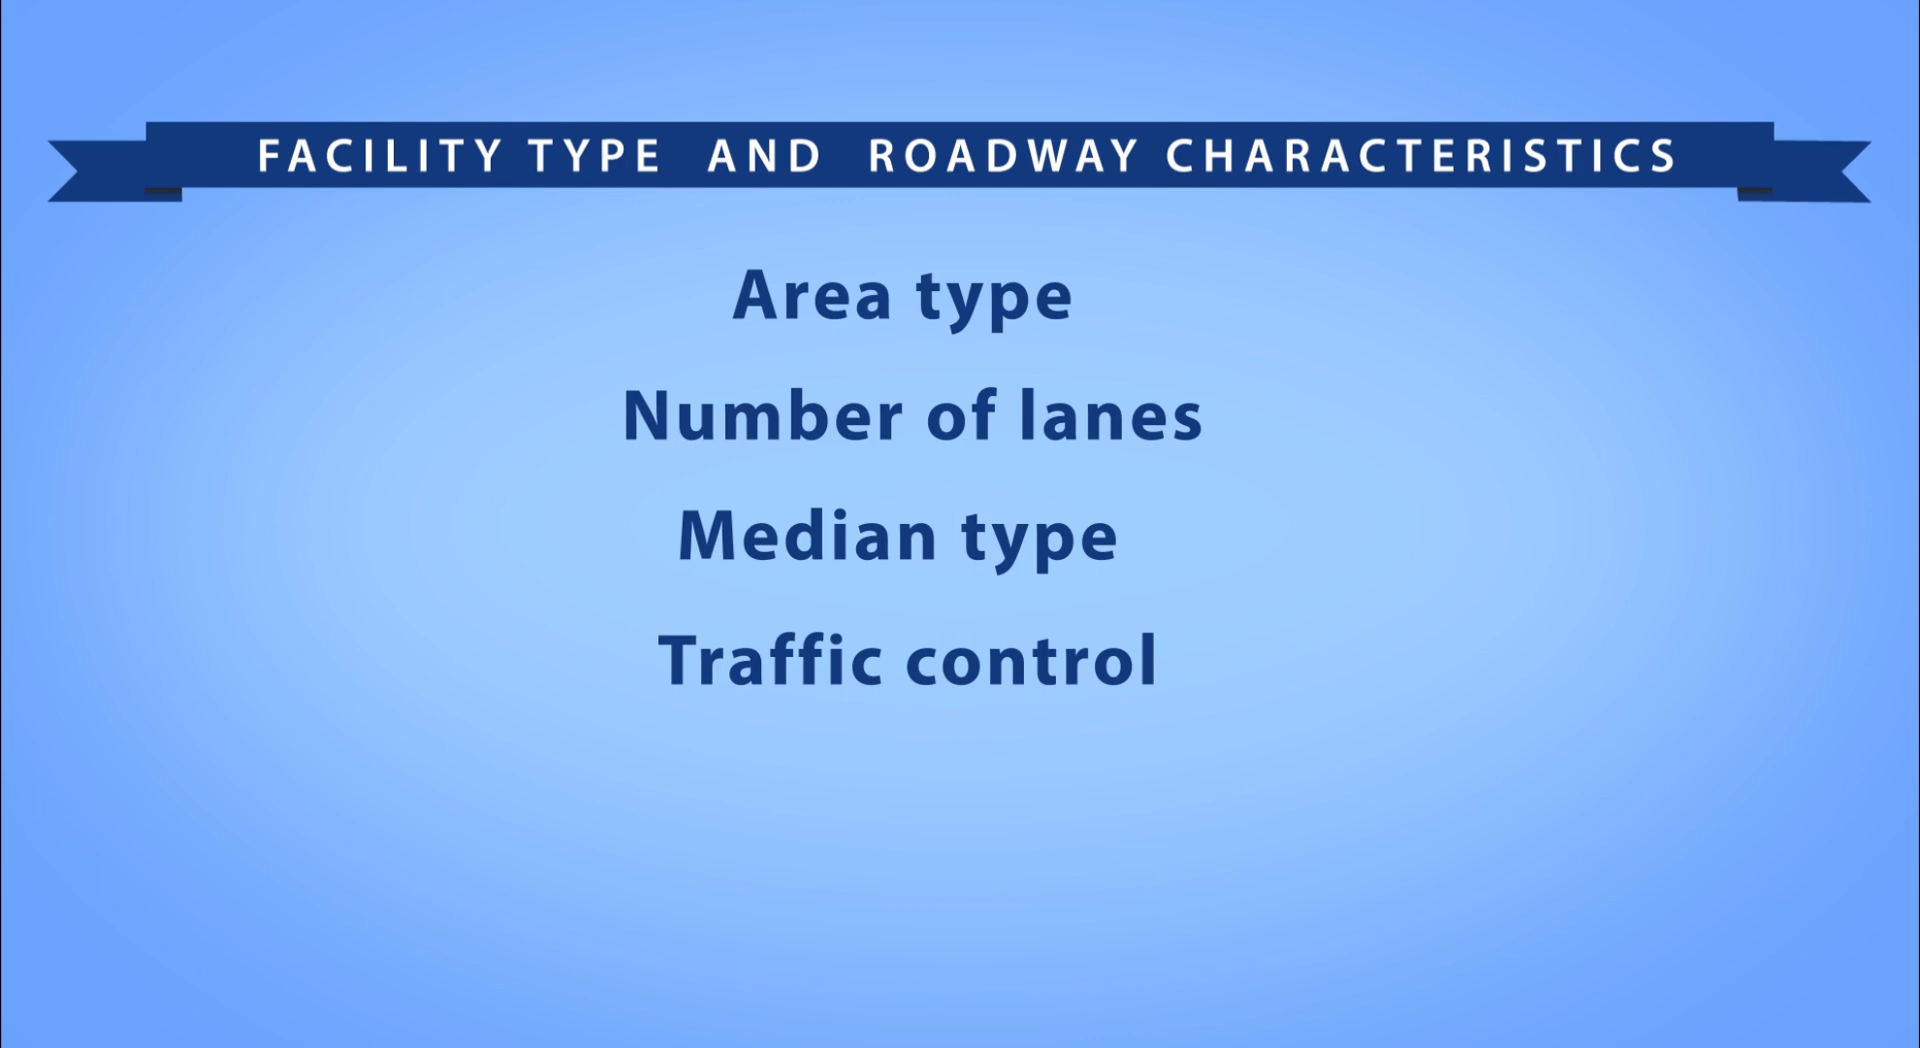 FACILITY TYPE AND ROADWAY CHARACTERISTICS
Area type
Number of lanes
Median type
Traffic control